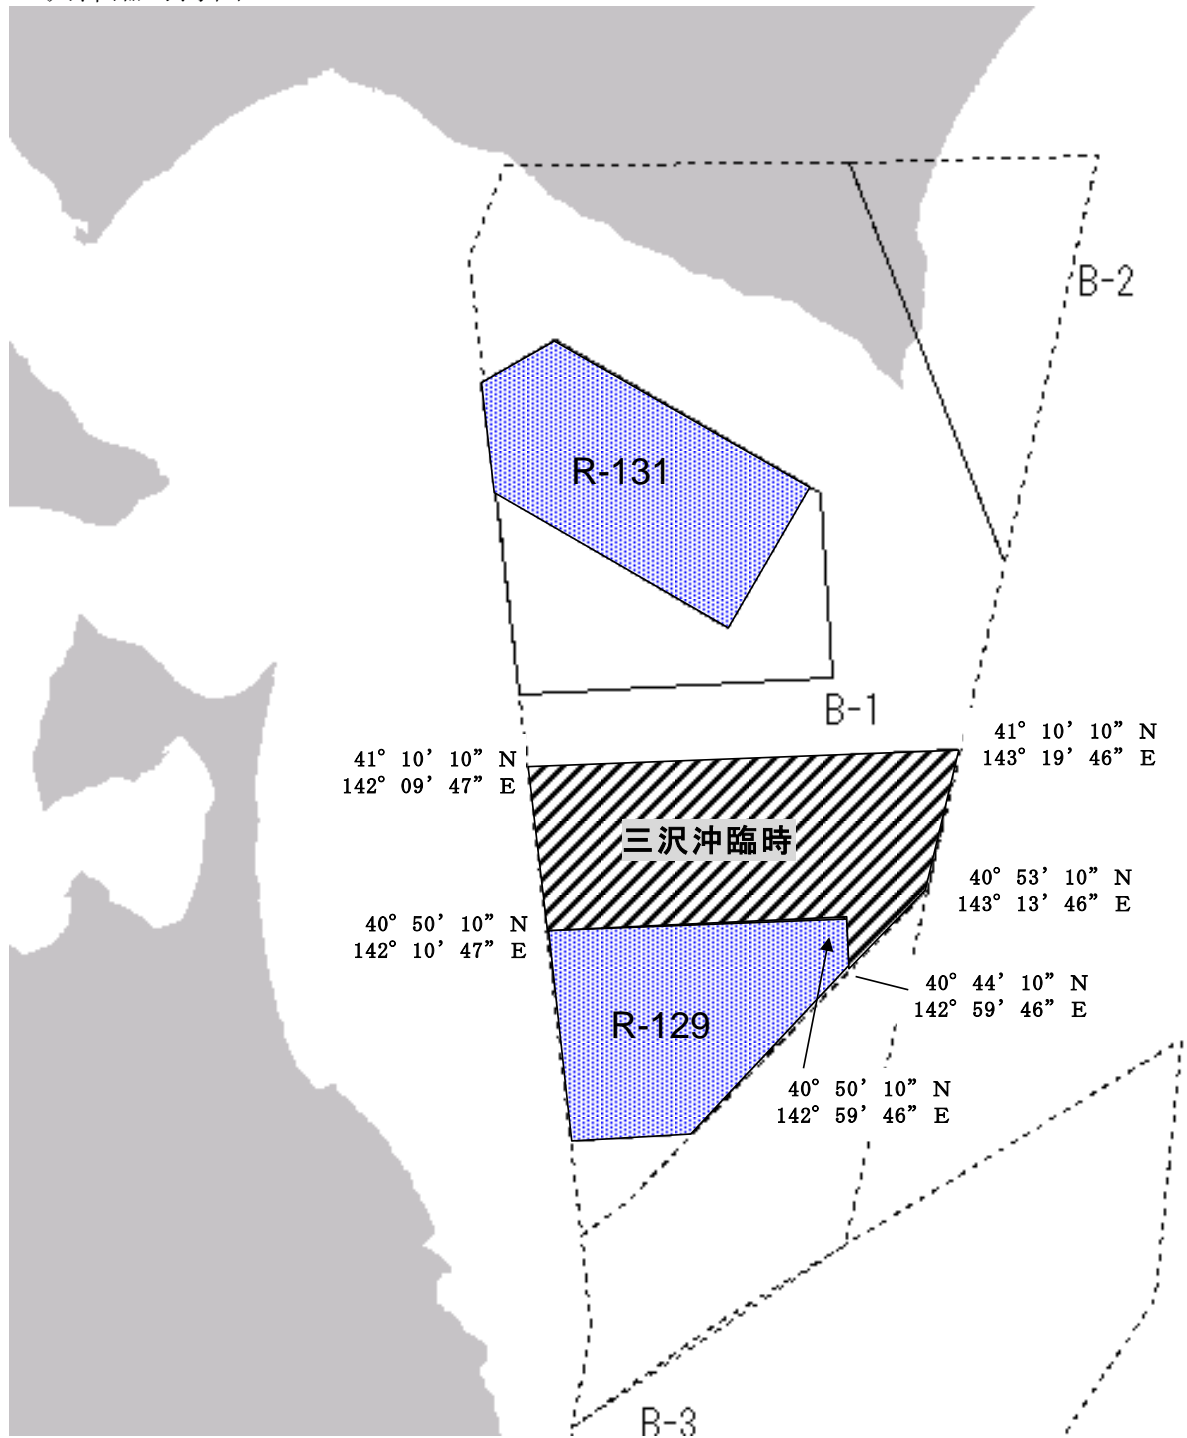 B-2
R-131
B-1
41° 10’ 10” N
142° 09’ 47” E
41° 10’ 10” N
143° 19’ 46” E
三沢沖臨時
40° 53’ 10” N
143° 13’ 46” E
40° 50’ 10” N
142° 10’ 47” E
40° 44’ 10” N
142° 59’ 46” E
R-129
40° 50’ 10” N
142° 59’ 46” E
B-3